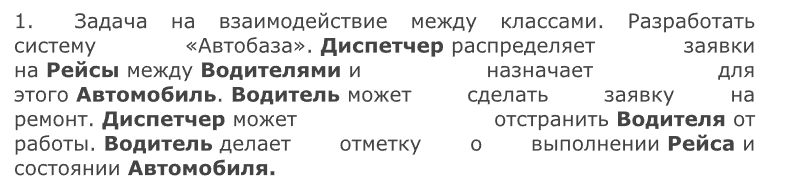 1. Задача на взаимодействие между классами. Разработать
систему «Автобаза». Диспетчер распределяет заявки
на Рейсы между Водителями и назначает для
этого Автомобиль. Водитель может сделать заявку на
ремонт. Диспетчер может отстранить Водителя от
работы. Водитель делает отметку о выполнении Рейса и
состоянии Автомобиля.